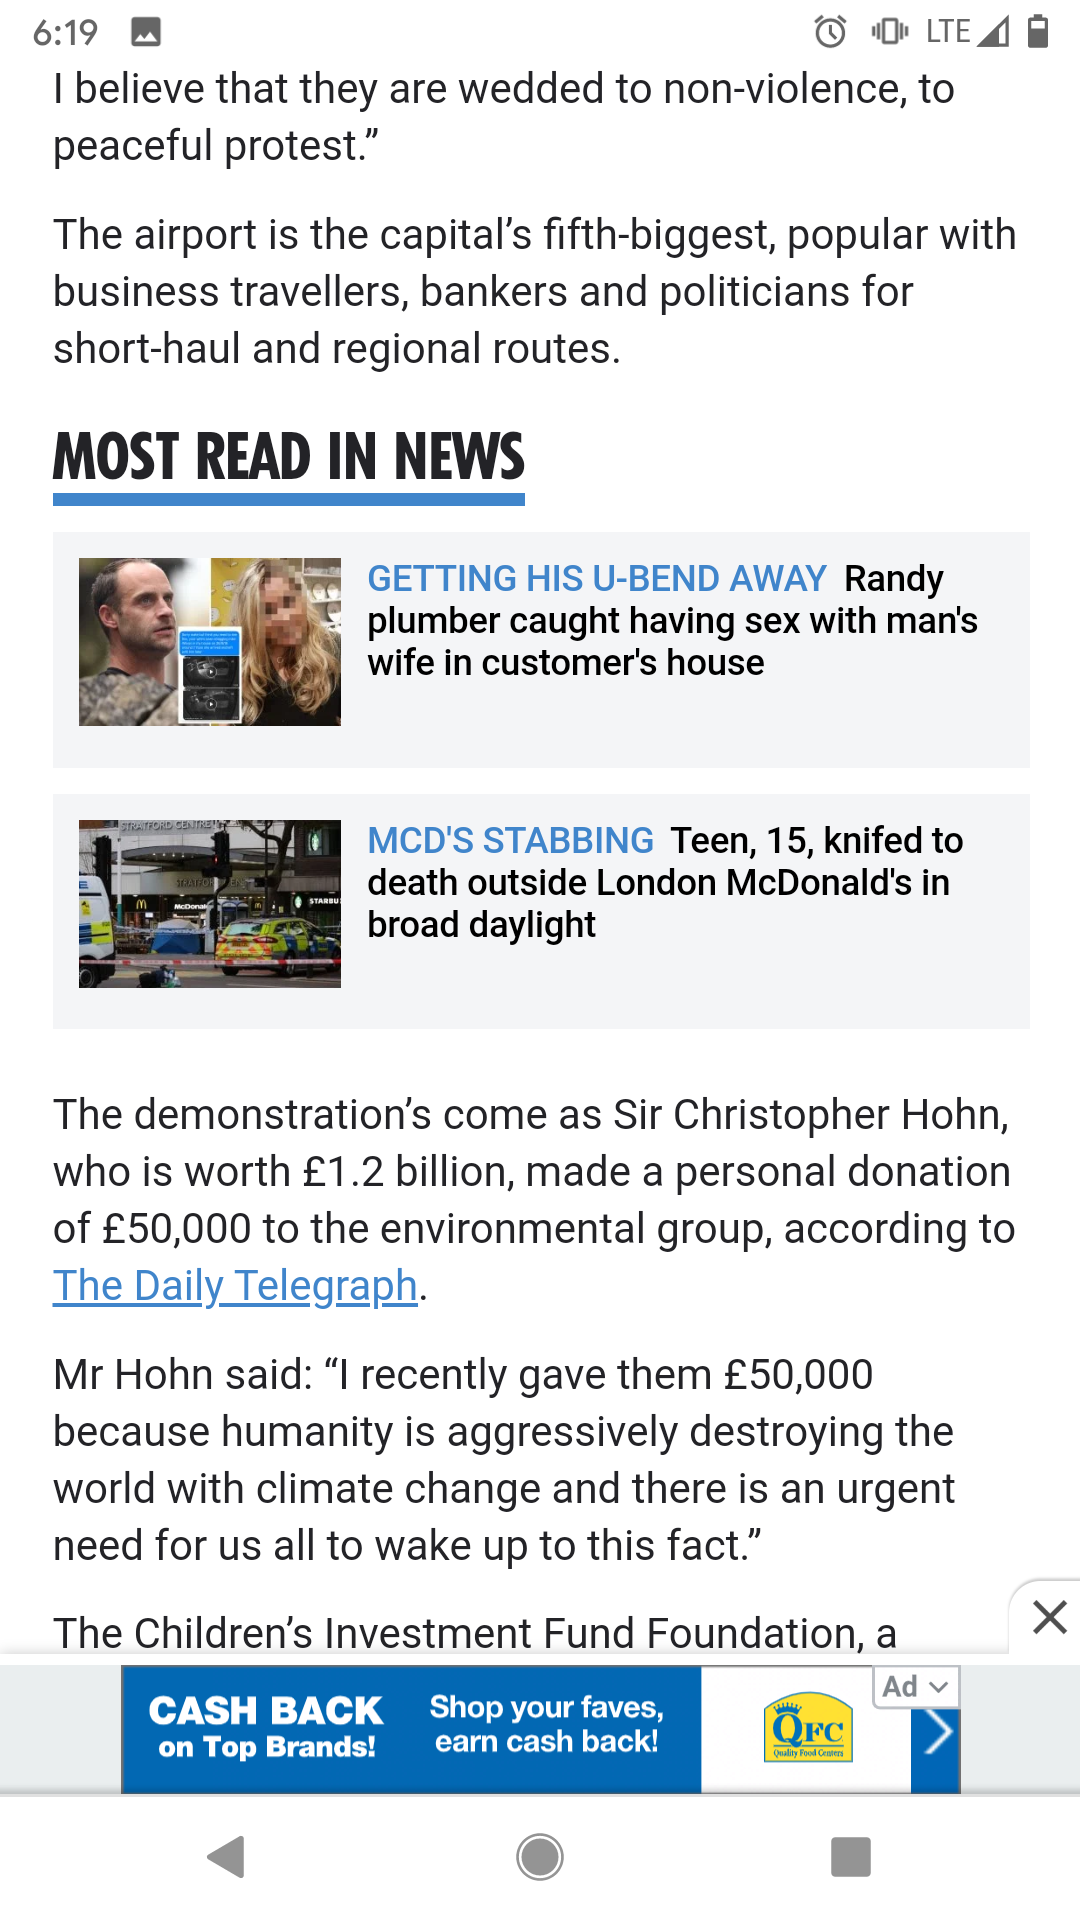 6:19
LTE
I believe that they are wedded to non-violence, to
peaceful protest.”
The airport is the capital’s fifth-biggest, popular with
business travellers, bankers and politicians for
short-haul and regional routes.
MOST READ IN NEWS
GETTING HIS U-BEND AWAY Randy
plumber caught having sex with man's
wife in customer's house
STRATFORD CENTRE
McDonald
STARBU
MCD'S STABBING Teen, 15, knifed to
death outside London McDonald's in
broad daylight
The demonstration’s come as Sir Christopher Hohn,
who is worth £1.2 billion, made a personal donation
of £50,000 to the environmental group, according to
The Daily Telegraph.
Mr Hohn said: “I recently gave them £50,000
because humanity is aggressively destroying the
world with climate change and there is an urgent
need for us all to wake up to this fact.”
The Children’s Investment Fund Foundation, a
CASH BACK
on Top Brands!
Shop your faves,
earn cash back!
QFC
Quality Food Centers
Ad